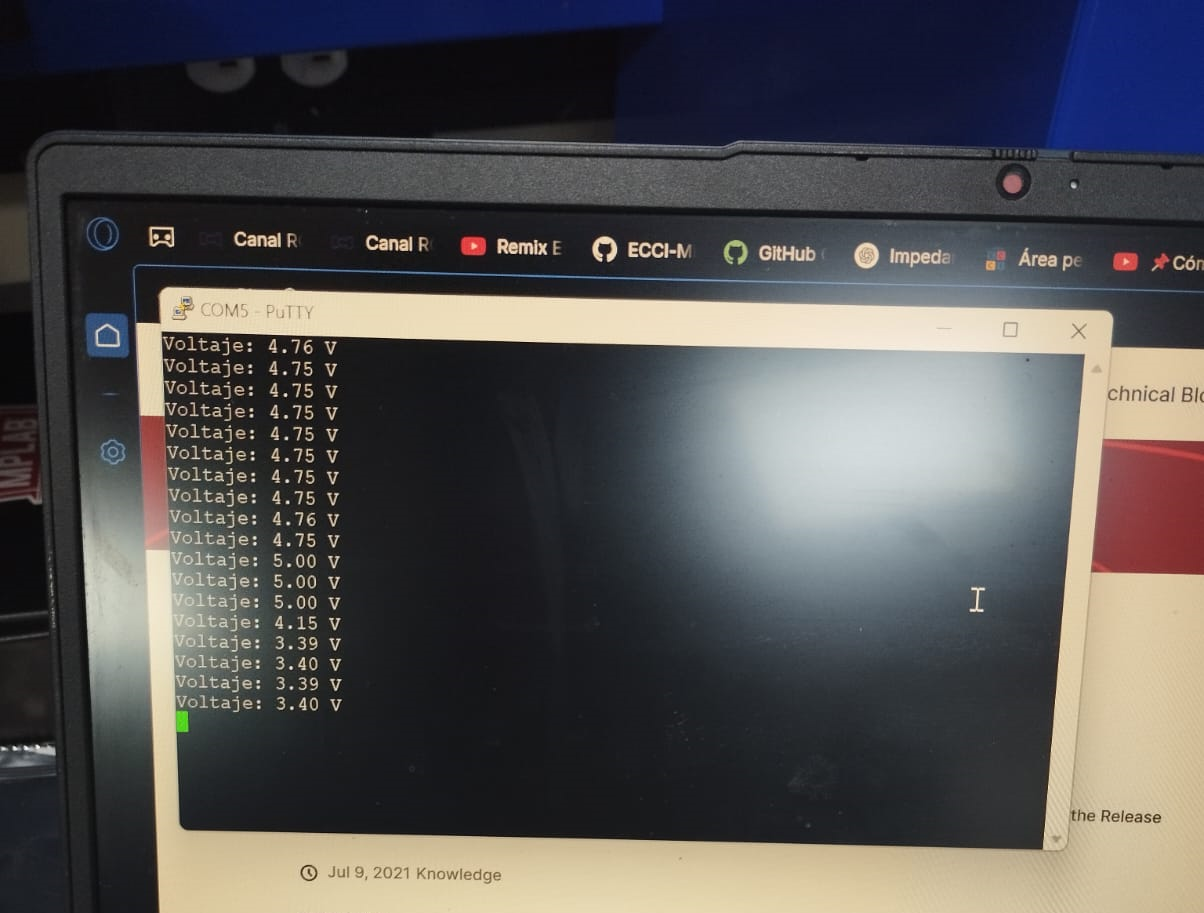 Canal R
Canal R
Remix E
ECCI-M
GitHub
Impeda
Área pe
Cón
COM5 - PuTTY
Voltaje: 4.76 V
Voltaje: 4.75 V
Voltaje: 4.75 V
Voltaje: 4.75 V
Voltaje: 4.75 V
Voltaje: 4.75 V
Voltaje: 4.75 V
Voltaje: 4.75 V
Voltaje: 4.76 V
Voltaje: 4.75 V
Voltaje: 5.00 V
Voltaje: 5.00 V
Voltaje: 5.00 V
Voltaje: 4.15 V
Voltaje: 3.39 V
Voltaje: 3.40 V
Voltaje: 3.39 V
Voltaje: 3.40 V
chnical Blo
the Release
Jul 9, 2021 Knowledge
MPLAB